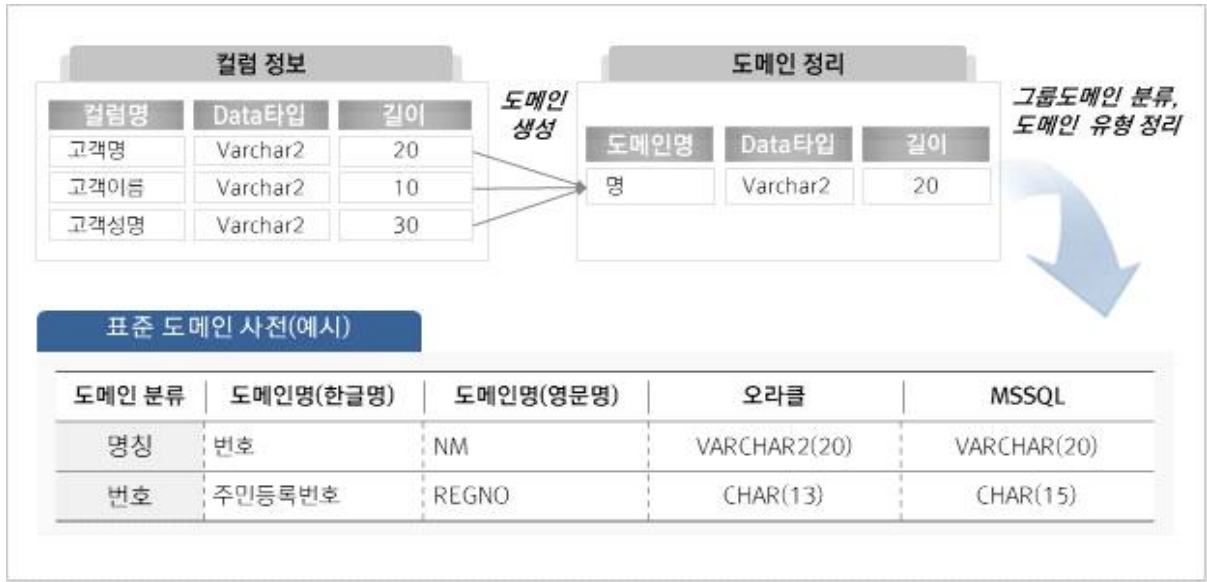 컬럼 정보
컬럼명 Data타입 길이
고객명 Varchar2 20
고객이름 Varchar2 10
고객성명 Varchar2 30
도메인
생성
도메인 정리
도메인명 Data타입 길이
명 Varchar2 20
그룹도메인 분류,
도메인 유형 정리
표준 도메인 사전(예시)
도메인 분류 도메인명(한글명) 도메인명(영문명) 오라클 MSSQL
명칭 번호 NM VARCHAR2(20) VARCHAR(20)
번호 주민등록번호 REGNO CHAR(13) CHAR(15)